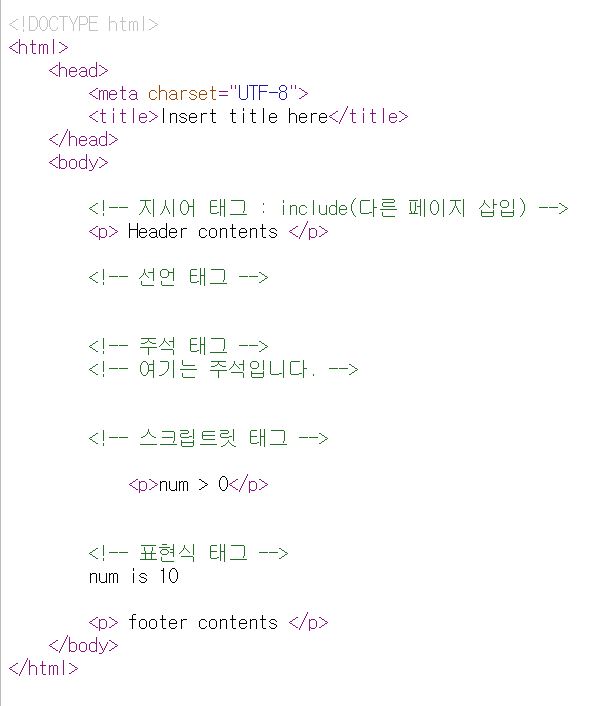 <!DOCTYPE html>
<html>
<head>
<meta charset="UTF-8">
<title>Insert title here</title>
</head>
<body>
<!-- 지시어 태그 : include(다른 페이지 삽입) -->
<p> Header contents </p>
<!-- 선언 태그 -->
<!-- 주석 태그 -->
<!-- 여기는 주석입니다. -->
<!-- 스크립트릿 태그 -->
<p>num > 0</p>
<!-- 표현식 태그 -->
num is 10
<p> footer contents </p>
</body>
</html>